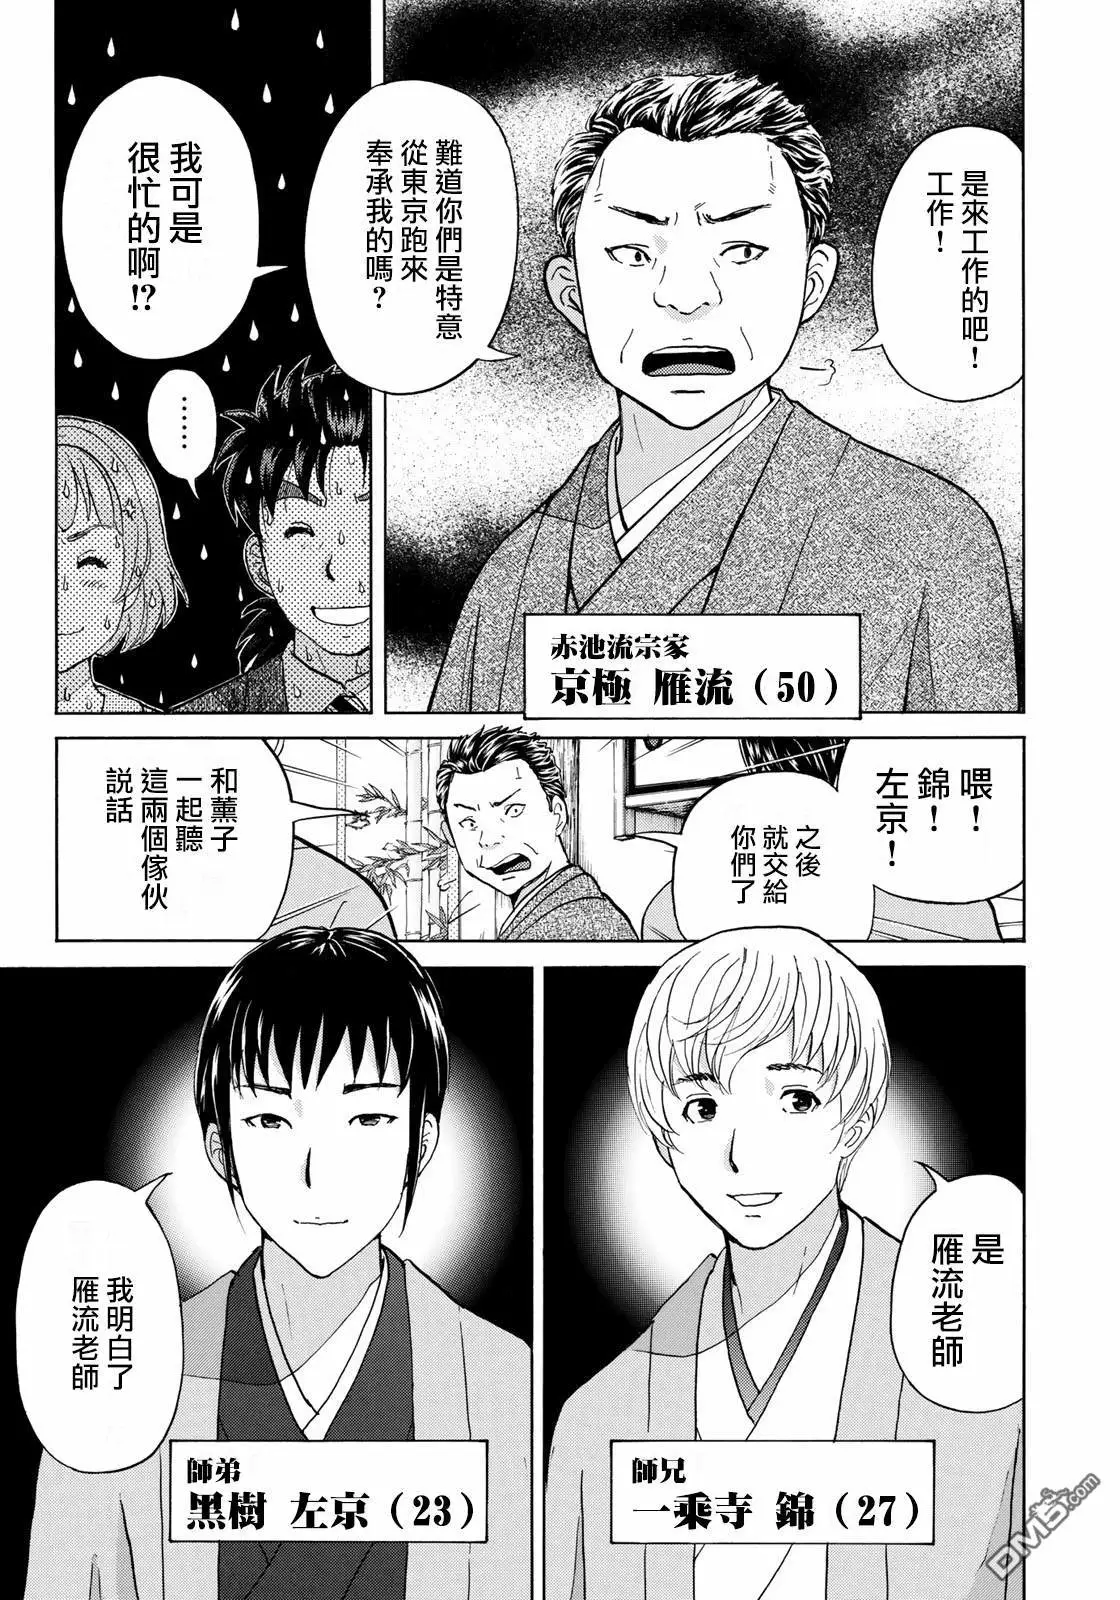 是來工作的吧！
工作！
難道你們是特意
從東京跑來
奉承我的嗎？
赤池流宗家
京極 雁流（50）
我可是
很忙的啊!?
……
喂！
錦！
左京！
之後
就交給
你們了
和薰子
一起聽
這兩個傢伙
説話
是
雁流老師
師兄
一乘寺 錦（27）
我明白了
雁流老師
師弟
黑樹 左京（23）
DM5.com